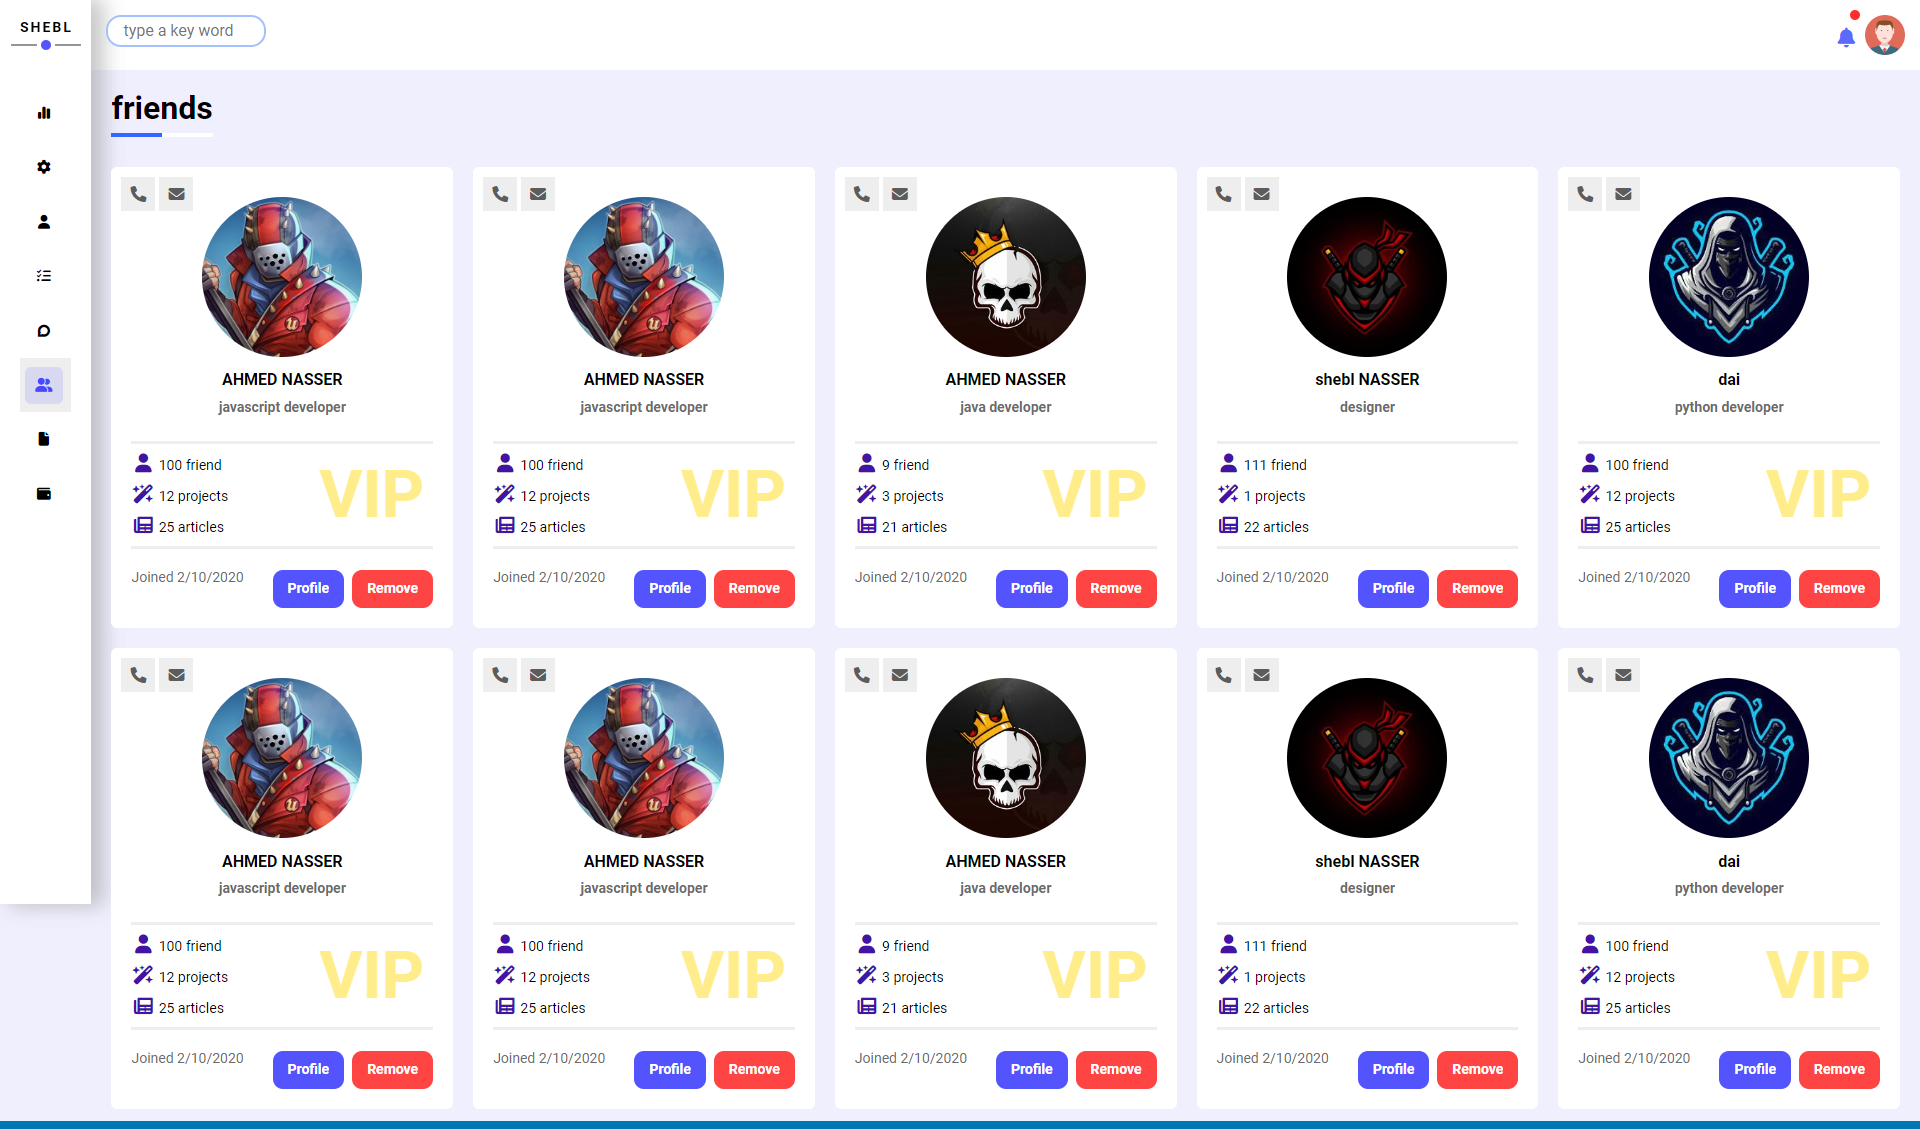 SHEBL
type a key word
friends
AHMED NASSER
javascript developer
100 friend
12 projects
25 articles
VIP
Joined 2/10/2020
Profile
Remove
AHMED NASSER
javascript developer
100 friend
12 projects
25 articles
VIP
Joined 2/10/2020
Profile
Remove
AHMED NASSER
java developer
9 friend
3 projects
21 articles
VIP
Joined 2/10/2020
Profile
Remove
shebl NASSER
designer
111 friend
1 projects
22 articles
Joined 2/10/2020
Profile
Remove
dai
python developer
100 friend
12 projects
25 articles
VIP
Joined 2/10/2020
Profile
Remove
AHMED NASSER
javascript developer
100 friend
12 projects
25 articles
VIP
Joined 2/10/2020
Profile
Remove
AHMED NASSER
javascript developer
100 friend
12 projects
25 articles
VIP
Joined 2/10/2020
Profile
Remove
AHMED NASSER
java developer
9 friend
3 projects
21 articles
VIP
Joined 2/10/2020
Profile
Remove
shebl NASSER
designer
111 friend
1 projects
22 articles
Joined 2/10/2020
Profile
Remove
dai
python developer
100 friend
12 projects
25 articles
VIP
Joined 2/10/2020
Profile
Remove